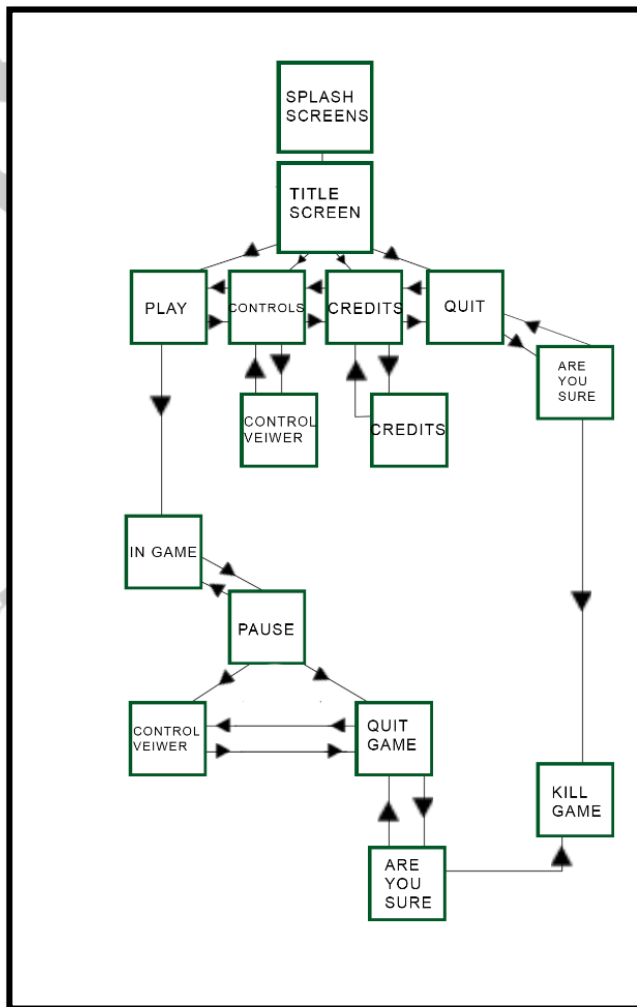 SPLASH
SCREENS
TITLE
SCREEN
PLAY
CONTROLS
CREDITS
QUIT
ARE
YOU
SURE
CONTROL
VEIWER
CREDITS
IN GAME
PAUSE
CONTROL
VEIWER
QUIT
GAME
KILL
GAME
ARE
YOU
SURE